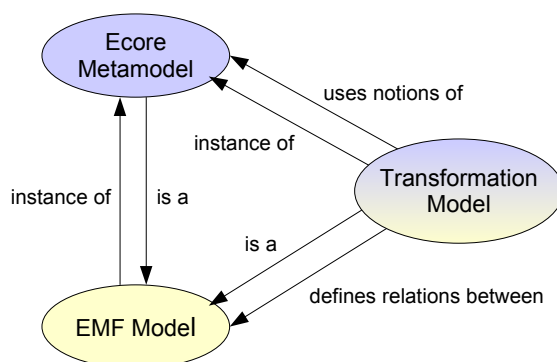 Ecore
Metamodel
uses notions of
instance of
Transformation
Model
instance of
is a
is a
defines relations between
EMF Model